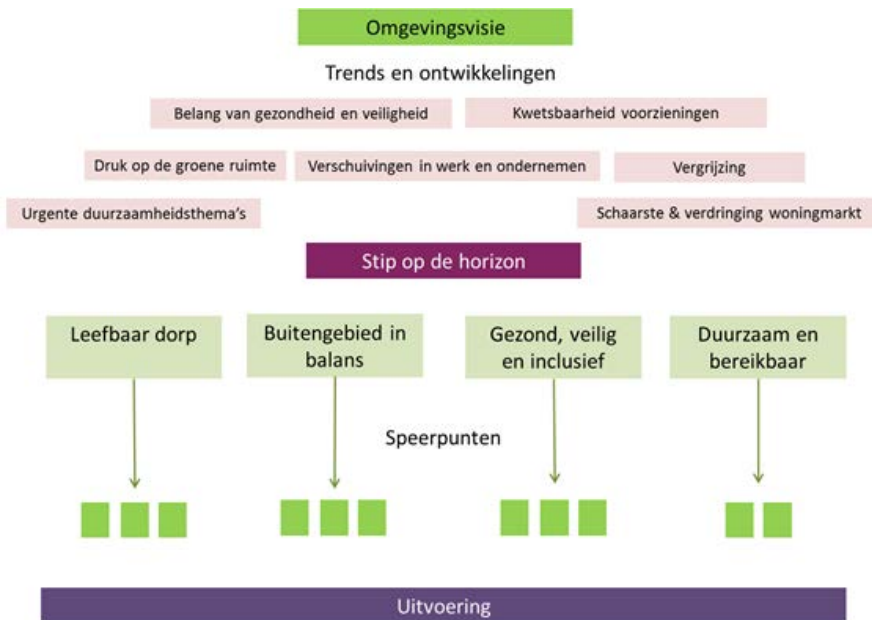 Omgevingsvisie
Trends en ontwikkelingen
Belang van gezondheid en veiligheid
Kwetsbaarheid voorzieningen
Druk op de groene ruimte
Verschuivingen in werk en ondernemen
Vergrijzing
Urgente duurzaamheidsthema's
Schaarste & verdringing woningmarkt
Stip op de horizon
Leefbaar dorp
Buitengebied in
balans
Gezond, veilig
en inclusief
Duurzaam en
bereikbaar
Speerpunten
Uitvoering